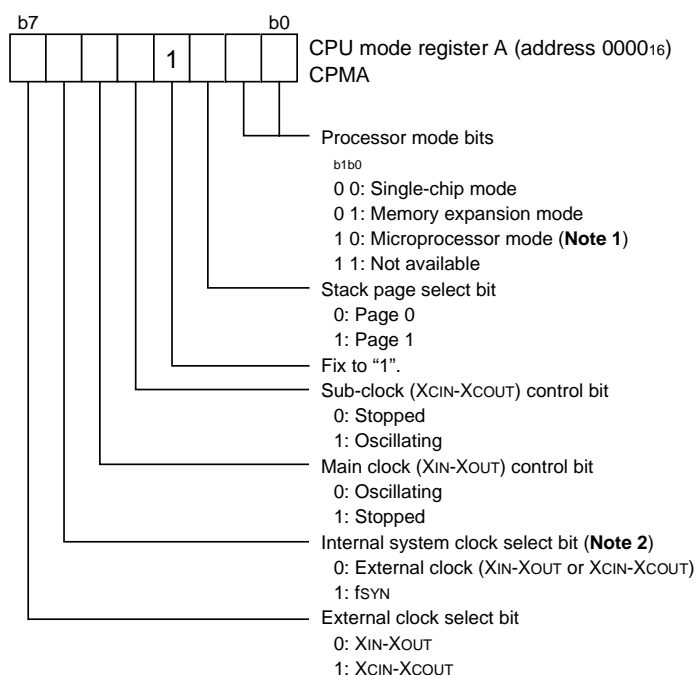 b7 b0
1
CPU mode register A (address 0000₁₆)
CPMA
Processor mode bits
b1b0
0 0: Single-chip mode
0 1: Memory expansion mode
1 0: Microprocessor mode (Note 1)
1 1: Not available
Stack page select bit
0: Page 0
1: Page 1
Fix to “1”.
Sub-clock (XCIN-XCOUT) control bit
0: Stopped
1: Oscillating
Main clock (XIN-XOUT) control bit
0: Oscillating
1: Stopped
Internal system clock select bit (Note 2)
0: External clock (XIN-XOUT or XCIN-XCOUT)
1: fSYN
External clock select bit
0: XIN-XOUT
1: XCIN-XCOUT